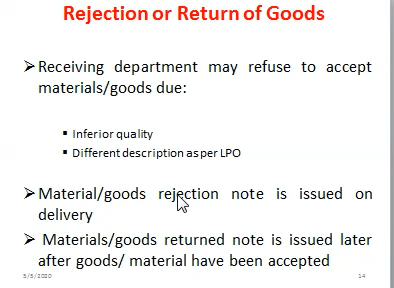 Rejection or Return of Goods
➢Receiving department may refuse to accept
materials/goods due:
▪ Inferior quality
▪ Different description as per LPO
➢Material/goods rejection note is issued on
delivery
➢ Materials/goods returned note is issued later
after goods/ material have been accepted
5/5/2020 14